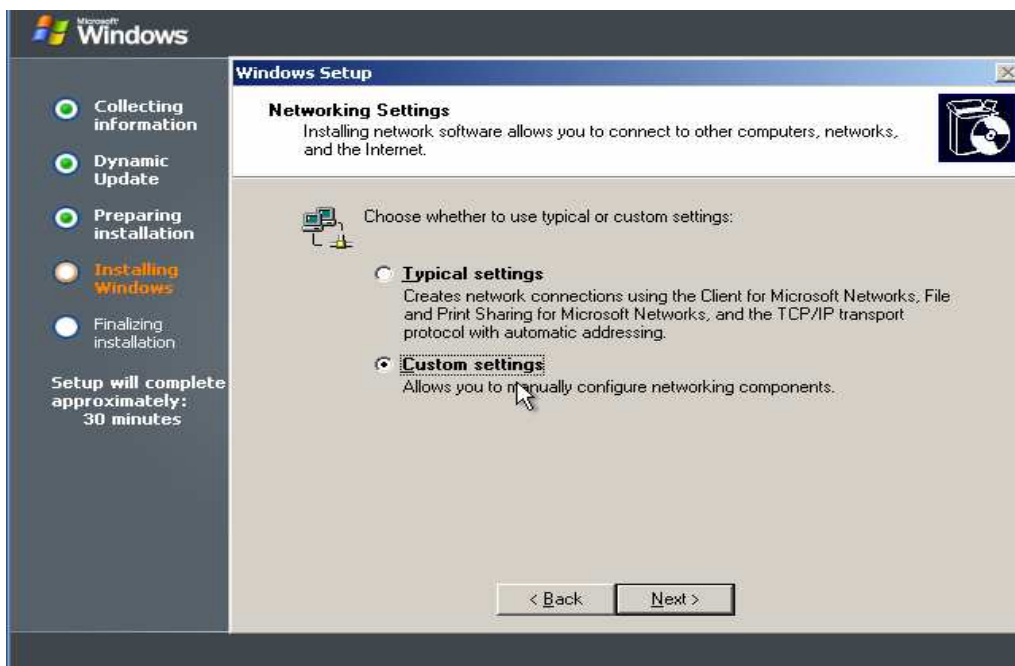 Microsoft
Windows
Collecting
information
Dynamic
Update
Preparing
installation
Installing
Windows
Finalizing
installation
Setup will complete
approximately:
30 minutes
Windows Setup
Networking Settings
Installing network software allows you to connect to other computers, networks,
and the Internet.
Choose whether to use typical or custom settings:
Typical settings
Creates network connections using the Client for Microsoft Networks, File
and Print Sharing for Microsoft Networks, and the TCP/IP transport
protocol with automatic addressing.
Custom settings
Allows you to manually configure networking components.
< Back
Next >